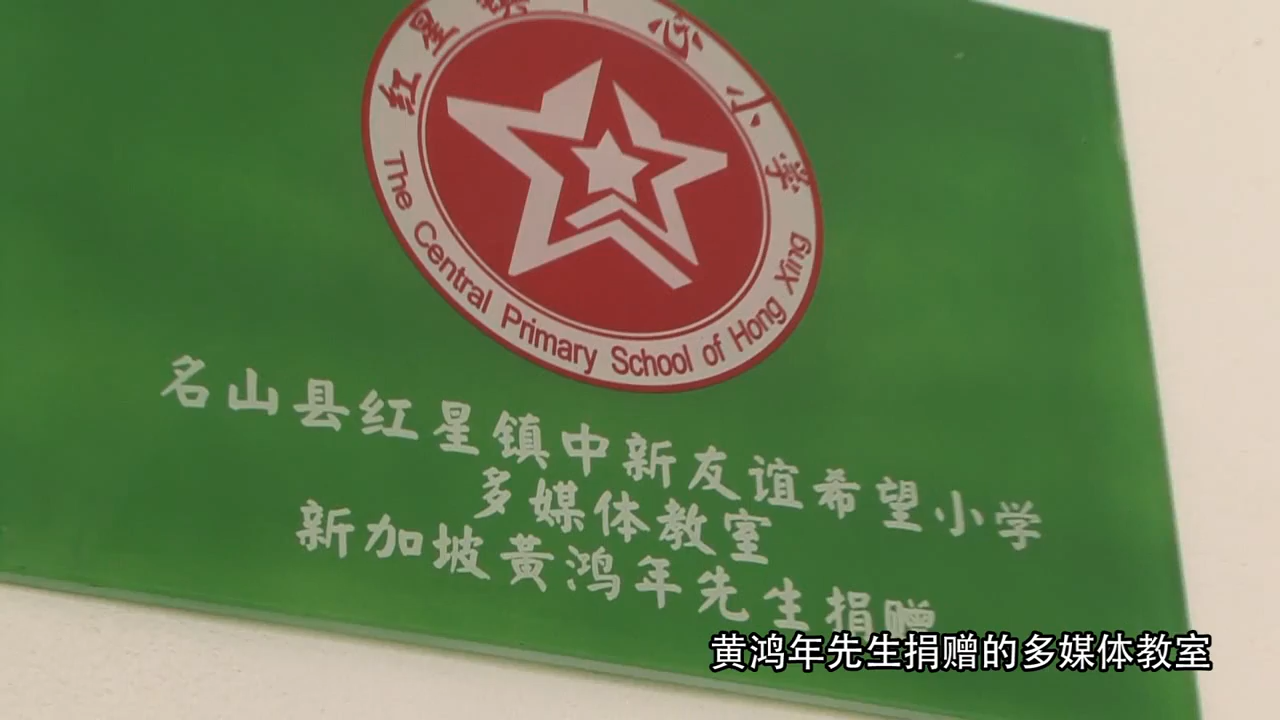 红星镇中心小学
The Central Primary School of Hong Xing
名山县红星镇中新友谊希望小学
多媒体教室
新加坡黄鸿年先生捐赠
黄鸿年先生捐赠的多媒体教室